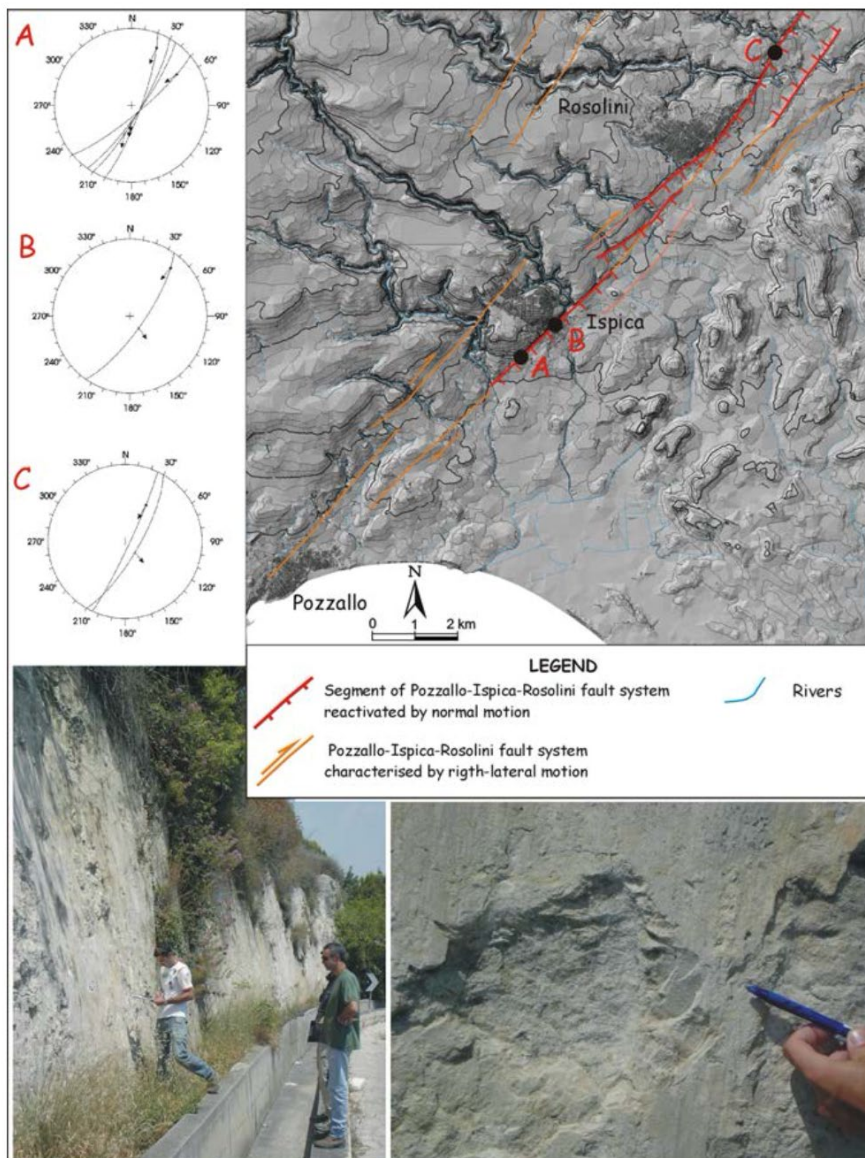 A
N
30°
60°
90°
120°
150°
180°
210°
240°
270°
300°
330°
B
N
30°
60°
90°
120°
150°
180°
210°
240°
270°
300°
330°
C
N
30°
60°
90°
120°
150°
180°
210°
240°
270°
300°
330°
C
Rosolini
Ispica
B
A
Pozzallo
N
0 1 2 km
LEGEND
Segment of Pozzallo-Ispica-Rosolini fault system
reactivated by normal motion
Rivers
Pozzallo-Ispica-Rosolini fault system
characterised by rigth-lateral motion